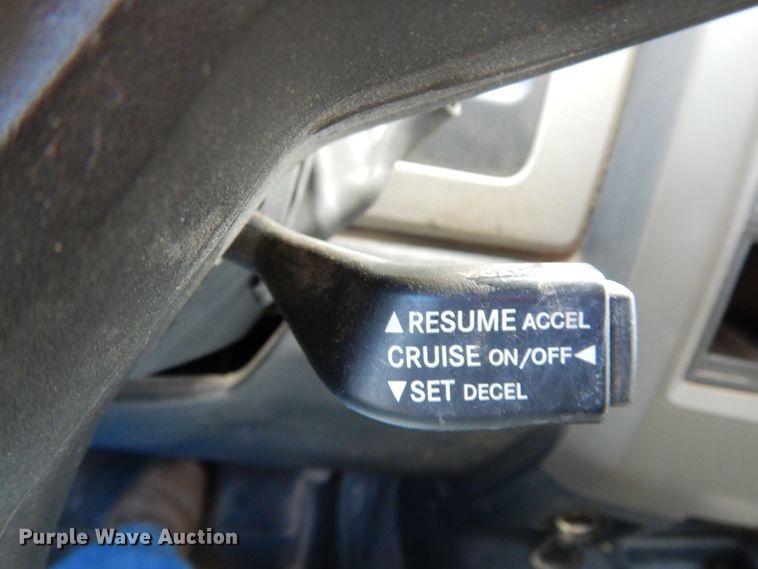 ▲RESUME ACCEL
CRUISE ON/OFF◄
▼SET DECEL
Purple Wave Auction